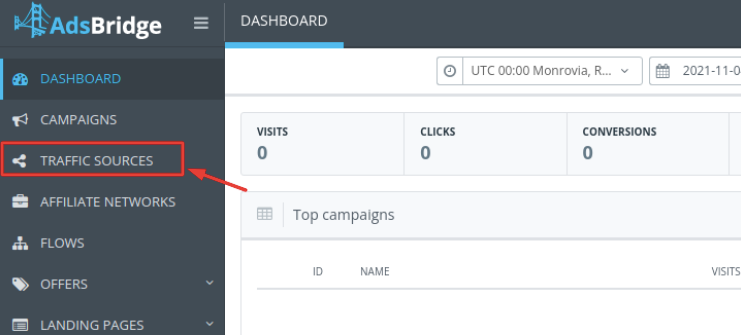 AdsBridge
DASHBOARD
UTC 00:00 Monrovia, R...
2021-11-0
DASHBOARD
CAMPAIGNS
TRAFFIC SOURCES
AFFILIATE NETWORKS
FLOWS
OFFERS
LANDING PAGES
VISITS CLICKS CONVERSIONS
0 0 0
Top campaigns
ID NAME VISITS